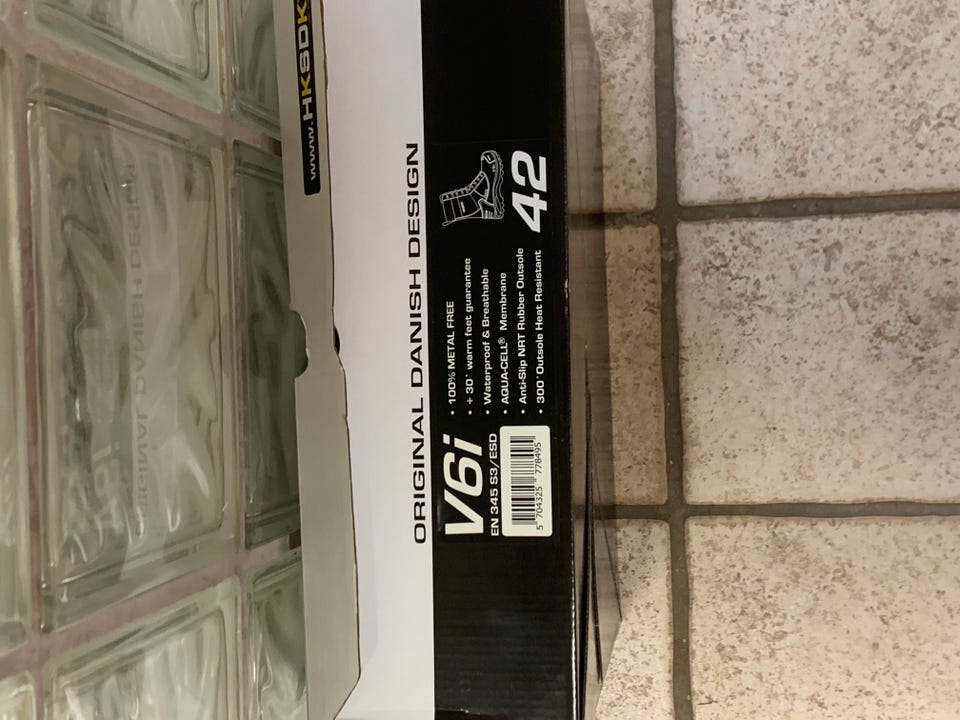 www.HKSDK
ORIGINAL DANISH DESIGN
V6i
EN 345 S3/ESD
5 704325 778495
• 100% METAL FREE
• ÷ 30° warm feet guarantee
• Waterproof & Breathable
• AQUA-CELL® Membrane
• Anti-Slip NRT Rubber Outsole
• 300° Outsole Heat Resistant
42